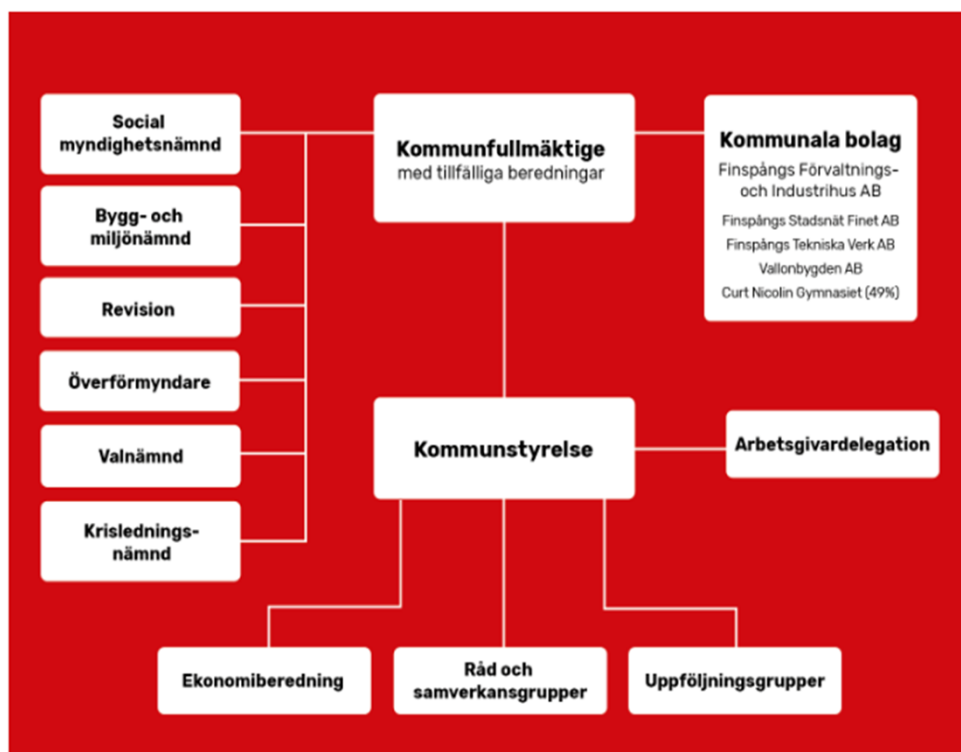 Social
myndighetsnämnd
Bygg- och
miljönämnd
Revision
Överförmyndare
Valnämnd
Krislednings-
nämnd
Kommunfullmäktige
med tillfälliga beredningar
Kommunala bolag
Finspångs Förvaltnings-
och Industrihus AB
Finspångs Stadsnät Finet AB
Finspångs Tekniska Verk AB
Vallonbygden AB
Curt Nicolin Gymnasiet (49%)
Kommunstyrelse
Arbetsgivardelegation
Ekonomiberedning
Råd och
samverkansgrupper
Uppföljningsgrupper